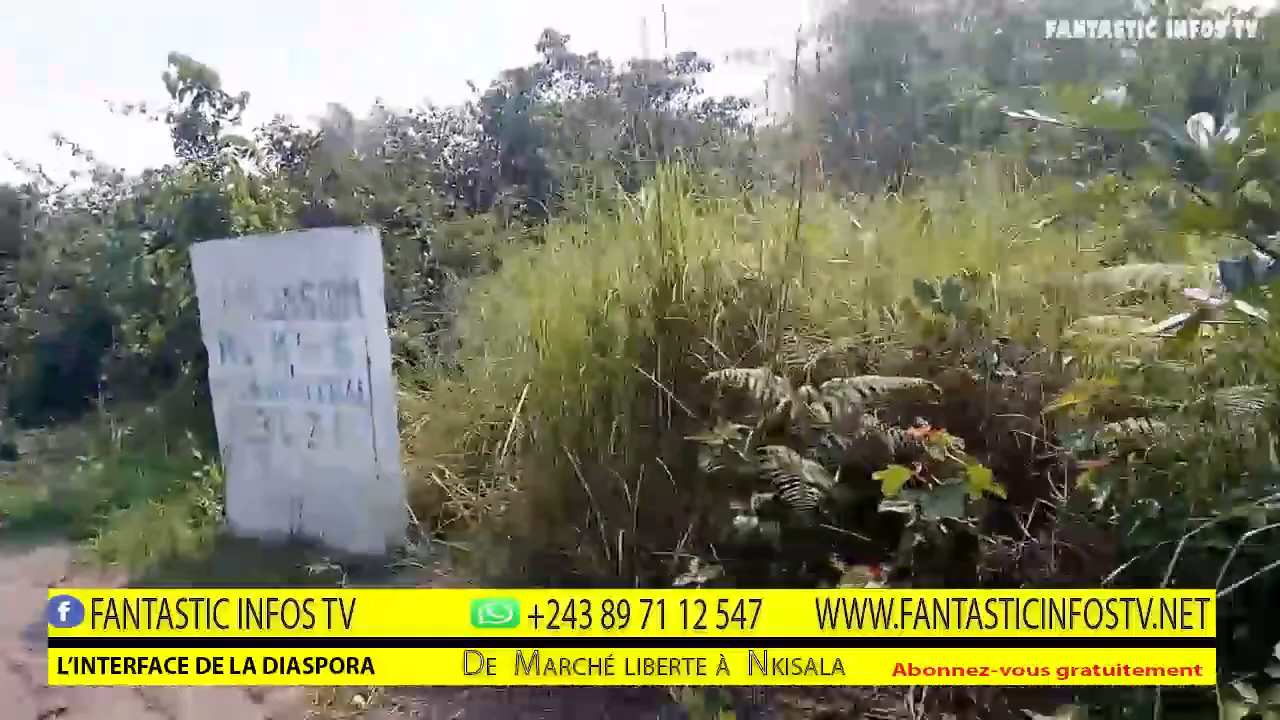 FANTASTIC INFOS TV
FANTASTIC INFOS TV
+243 89 71 12 547
WWW.FANTASTICINFOSTV.NET
L'INTERFACE DE LA DIASPORA
DE MARCHÉ LIBERTE À NKISALA
Abonnez-vous gratuitement